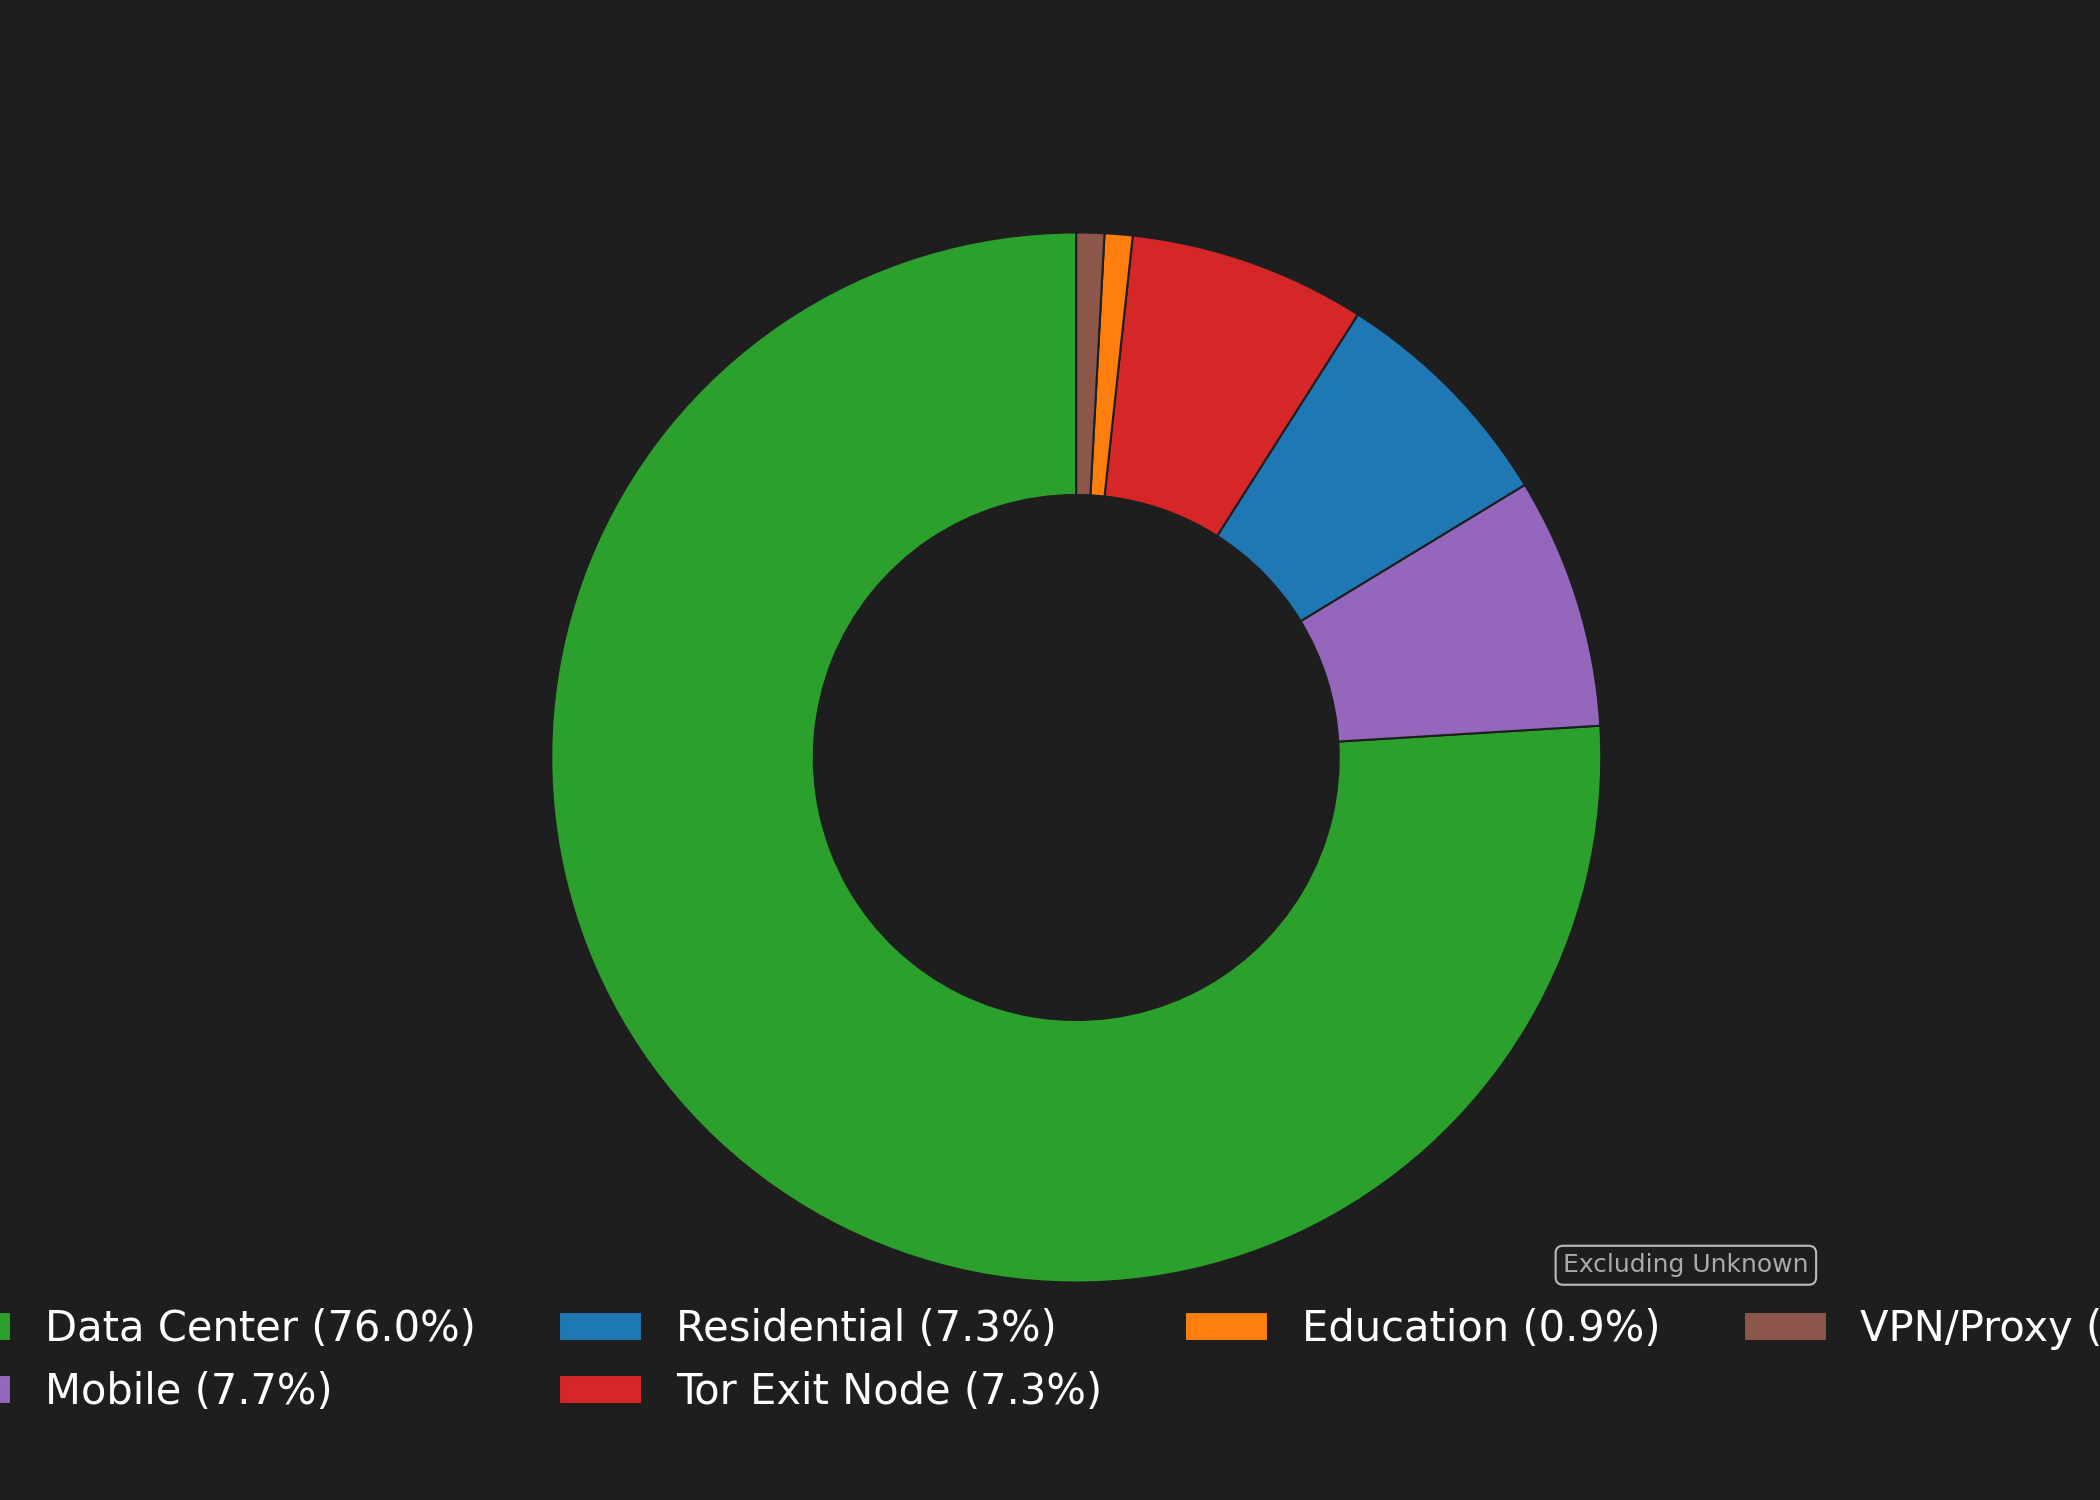 Excluding Unknown
Data Center (76.0%) Residential (7.3%) Education (0.9%) VPN/Proxy (
Mobile (7.7%) Tor Exit Node (7.3%)